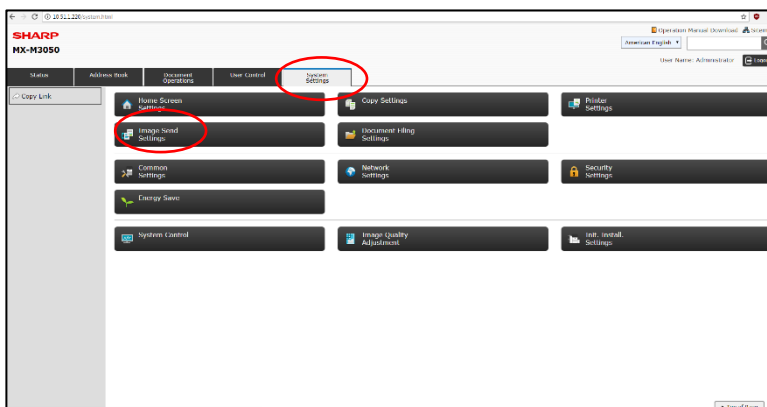 SHARP
MX-M3050
Operation Manual Download
American English
User Name: Administrator
Status
Address Book
Document
Operations
User Control
System
Settings
Copy Link
Home Screen
Settings
Copy Settings
Printer
Settings
Image Send
Settings
Document Filing
Settings
Common
Settings
Network
Settings
Security
Settings
Energy Save
System Control
Image Quality
Adjustment
Init. Install.
Settings